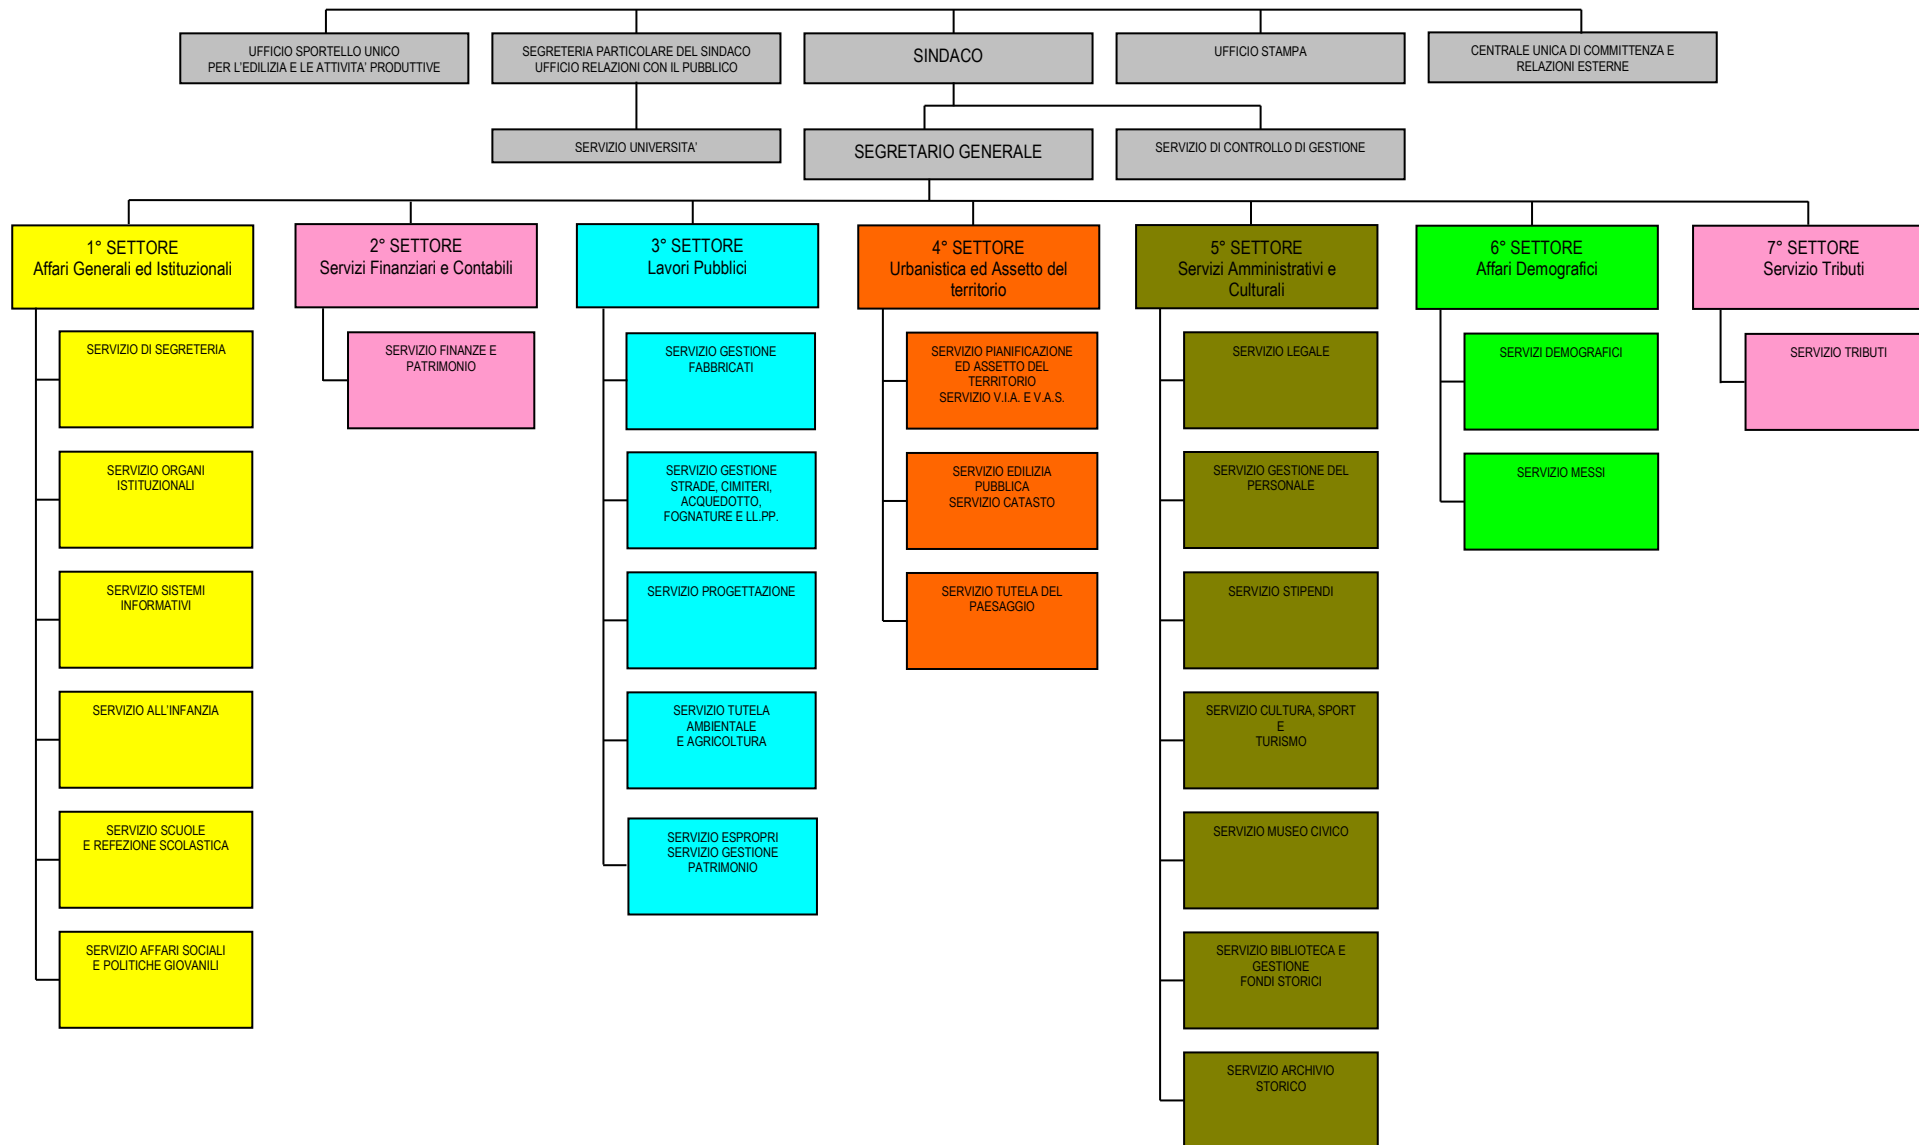 UFFICIO SPORTELLO UNICO
PER L'EDILIZIA E LE ATTIVITA' PRODUTTIVE
SEGRETERIA PARTICOLARE DEL SINDACO
UFFICIO RELAZIONI CON IL PUBBLICO
SINDACO
UFFICIO STAMPA
CENTRALE UNICA DI COMMITTENZA E
RELAZIONI ESTERNE
SERVIZIO UNIVERSITA'
SEGRETARIO GENERALE
SERVIZIO DI CONTROLLO DI GESTIONE
1° SETTORE
Affari Generali ed Istituzionali
SERVIZIO DI SEGRETERIA
SERVIZIO ORGANI
ISTITUZIONALI
SERVIZIO SISTEMI
INFORMATIVI
SERVIZIO ALL'INFANZIA
SERVIZIO SCUOLE
E REFEZIONE SCOLASTICA
SERVIZIO AFFARI SOCIALI
E POLITICHE GIOVANILI
2° SETTORE
Servizi Finanziari e Contabili
SERVIZIO FINANZE E
PATRIMONIO
3° SETTORE
Lavori Pubblici
SERVIZIO GESTIONE
FABBRICATI
SERVIZIO GESTIONE
STRADE, CIMITERI,
ACQUEDOTTO,
FOGNATURE E LL.PP.
SERVIZIO PROGETTAZIONE
SERVIZIO TUTELA
AMBIENTALE
E AGRICOLTURA
SERVIZIO ESPROPRI
SERVIZIO GESTIONE
PATRIMONIO
4° SETTORE
Urbanistica ed Assetto del
territorio
SERVIZIO PIANIFICAZIONE
ED ASSETTO DEL
TERRITORIO
SERVIZIO V.I.A. E V.A.S.
SERVIZIO EDILIZIA
PUBBLICA
SERVIZIO CATASTO
SERVIZIO TUTELA DEL
PAESAGGIO
5° SETTORE
Servizi Amministrativi e
Culturali
SERVIZIO LEGALE
SERVIZIO GESTIONE DEL
PERSONALE
SERVIZIO STIPENDI
SERVIZIO CULTURA, SPORT
E
TURISMO
SERVIZIO MUSEO CIVICO
SERVIZIO BIBLIOTECA E
GESTIONE
FONDI STORICI
SERVIZIO ARCHIVIO
STORICO
6° SETTORE
Affari Demografici
SERVIZI DEMOGRAFICI
SERVIZIO MESSI
7° SETTORE
Servizio Tributi
SERVIZIO TRIBUTI